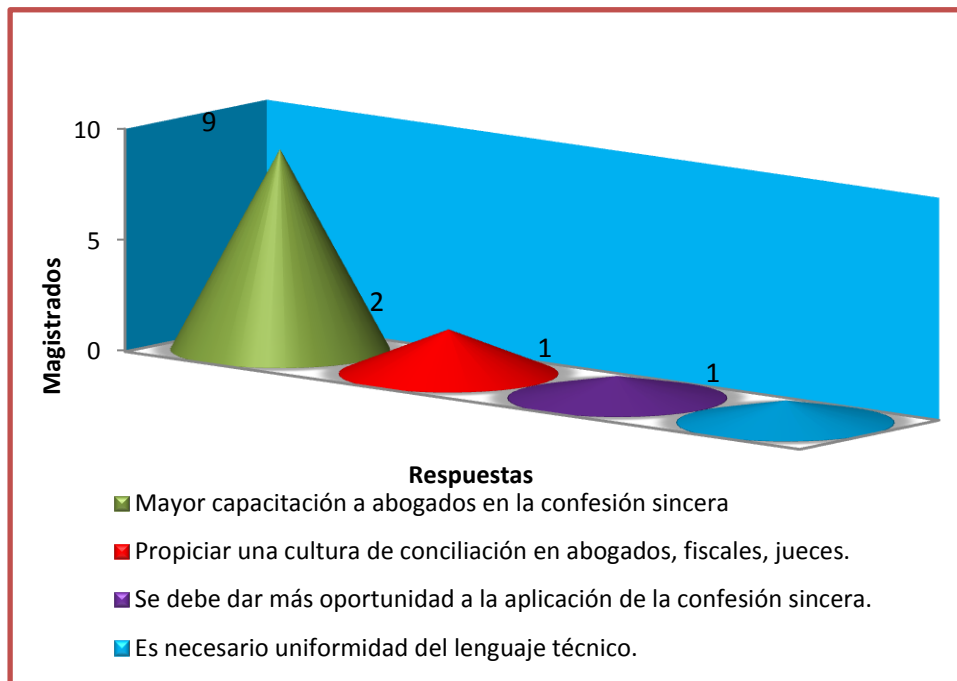 10
5
0
Magistrados
9
2
1
1
Respuestas
Mayor capacitación a abogados en la confesión sincera
Propiciar una cultura de conciliación en abogados, fiscales, jueces.
Se debe dar más oportunidad a la aplicación de la confesión sincera.
Es necesario uniformidad del lenguaje técnico.